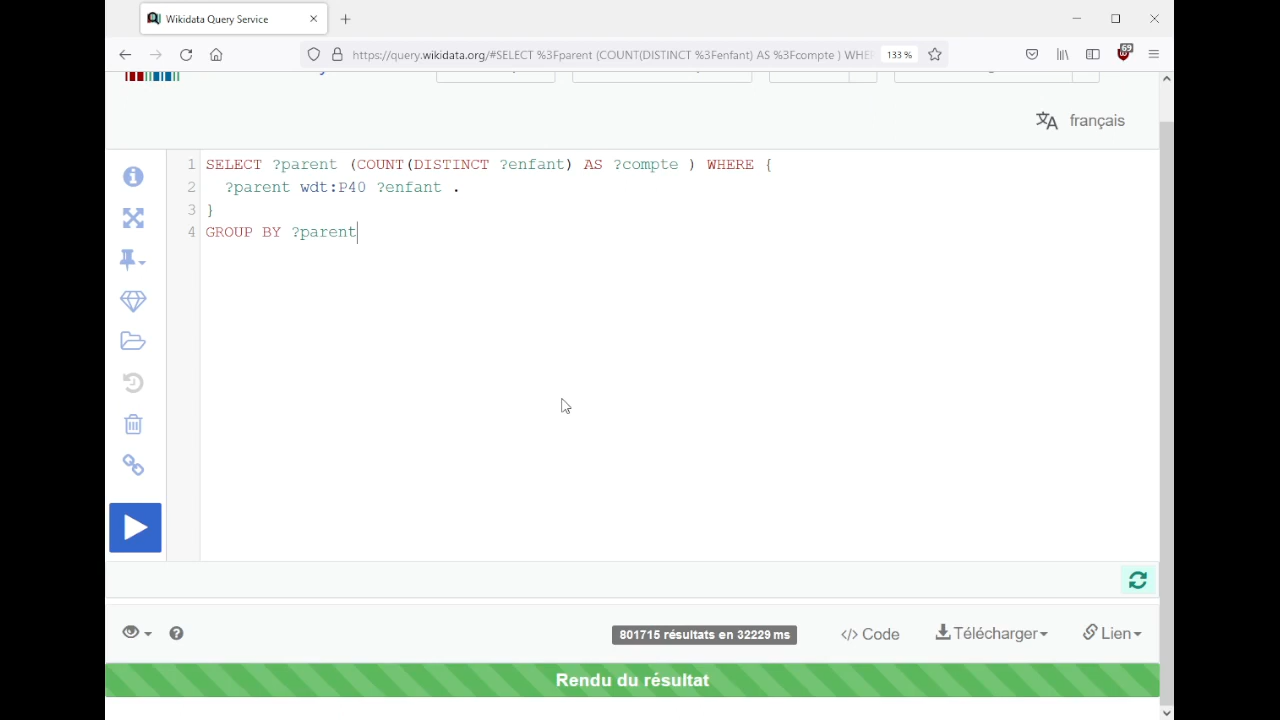 Wikidata Query Service
https://query.wikidata.org/#SELECT %3Fparent (COUNT(DISTINCT %3Fenfant) AS %3Fcompte ) WHER
133 %
69
français
1 SELECT ?parent (COUNT(DISTINCT ?enfant) AS ?compte ) WHERE {
2 ?parent wdt:P40 ?enfant .
3 }
4 GROUP BY ?parent
801715 résultats en 32229 ms
</> Code
Télécharger
Lien
Rendu du résultat